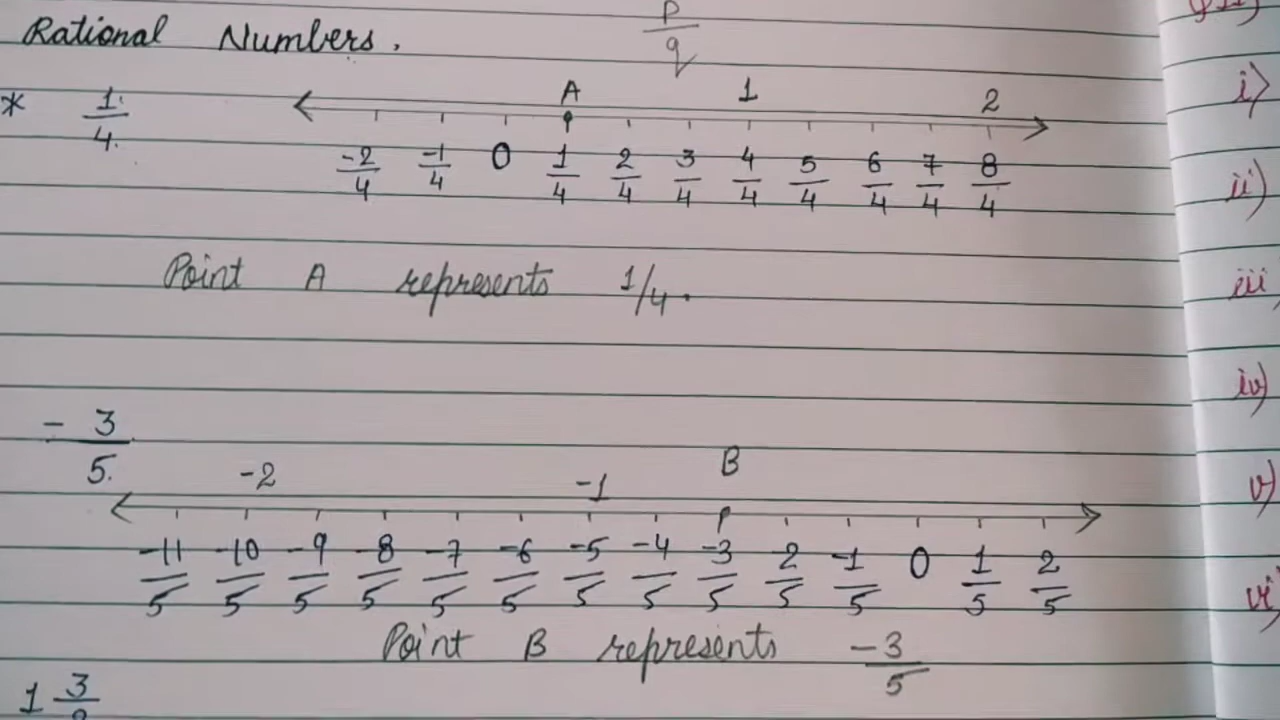 Rational Numbers. p/q
* 1/4. A 1 2
-2/4 -1/4 0 1/4 2/4 3/4 4/4 5/4 6/4 7/4 8/4
Point A represents 1/4.
- 3/5.
-2 -1 B
-11/5 -10/5 -9/5 -8/5 -7/5 -6/5 -5/5 -4/5 -3/5 -2/5 -1/5 0 1/5 2/5
Point B represents -3/5
1 3
i)
ii)
iii
iv)
v)
vi)